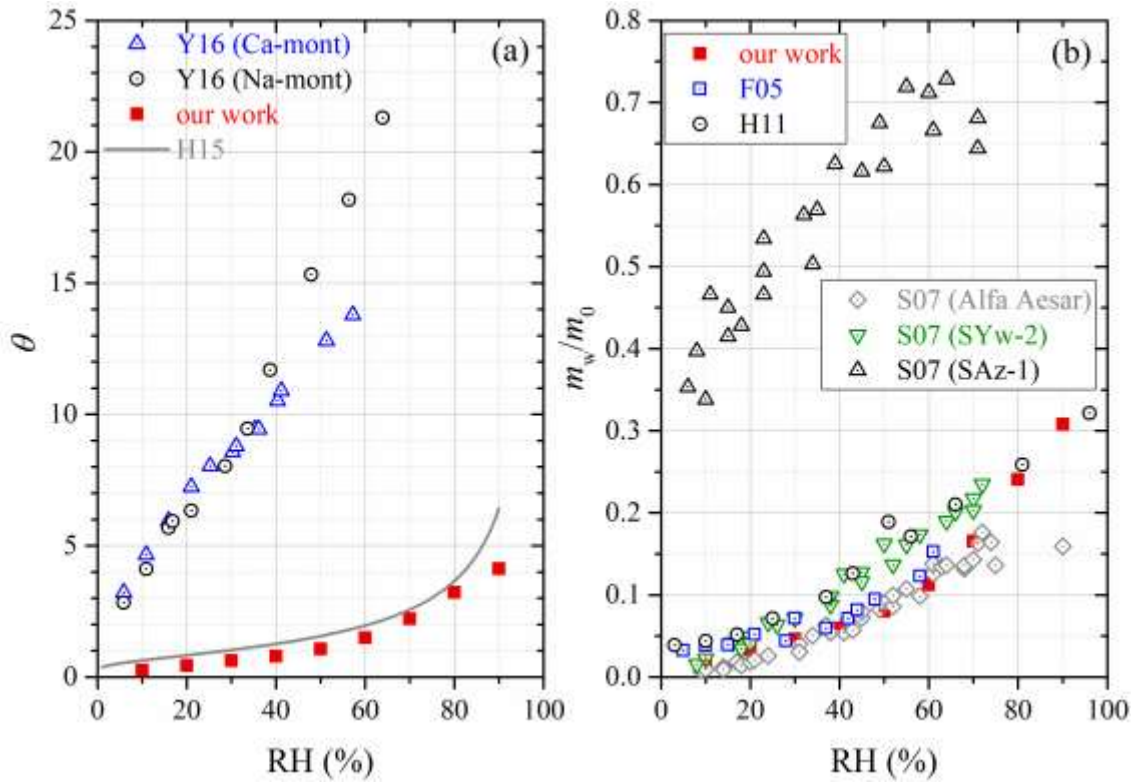 25
20
15
10
5
0
θ
(a)
Y16 (Ca-mont)
Y16 (Na-mont)
our work
H15
0 20 40 60 80 100
RH (%)
0.8
0.7
0.6
0.5
0.4
0.3
0.2
0.1
0.0
mw/m0
(b)
our work
F05
H11
S07 (Alfa Aesar)
S07 (SYw-2)
S07 (SAz-1)
20 40 60 80 100
RH (%)